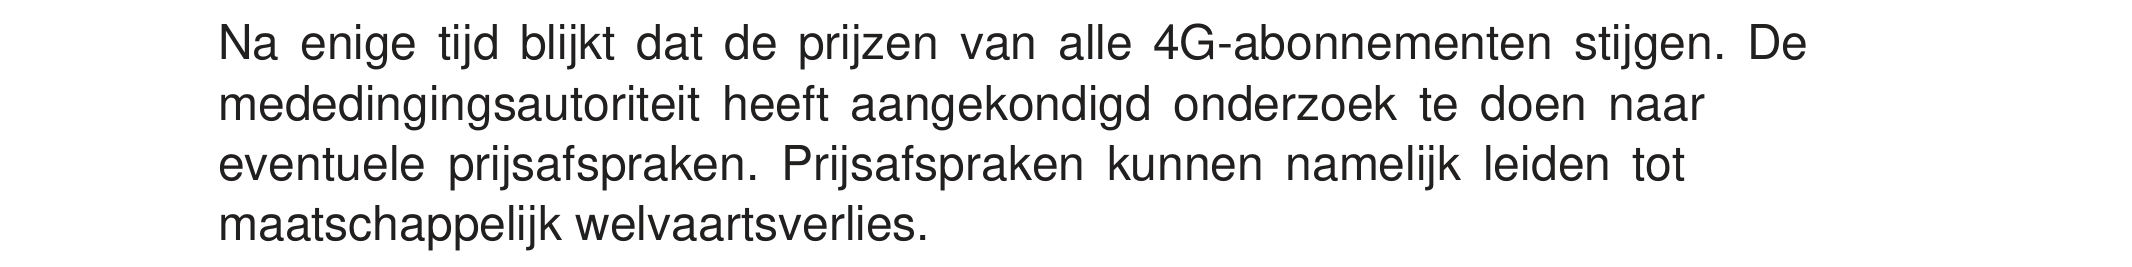 Na enige tijd blijkt dat de prijzen van alle 4G-abonnementen stijgen. De
mededingingsautoriteit heeft aangekondigd onderzoek te doen naar
eventuele prijsafspraken. Prijsafspraken kunnen namelijk leiden tot
maatschappelijk welvaartsverlies.